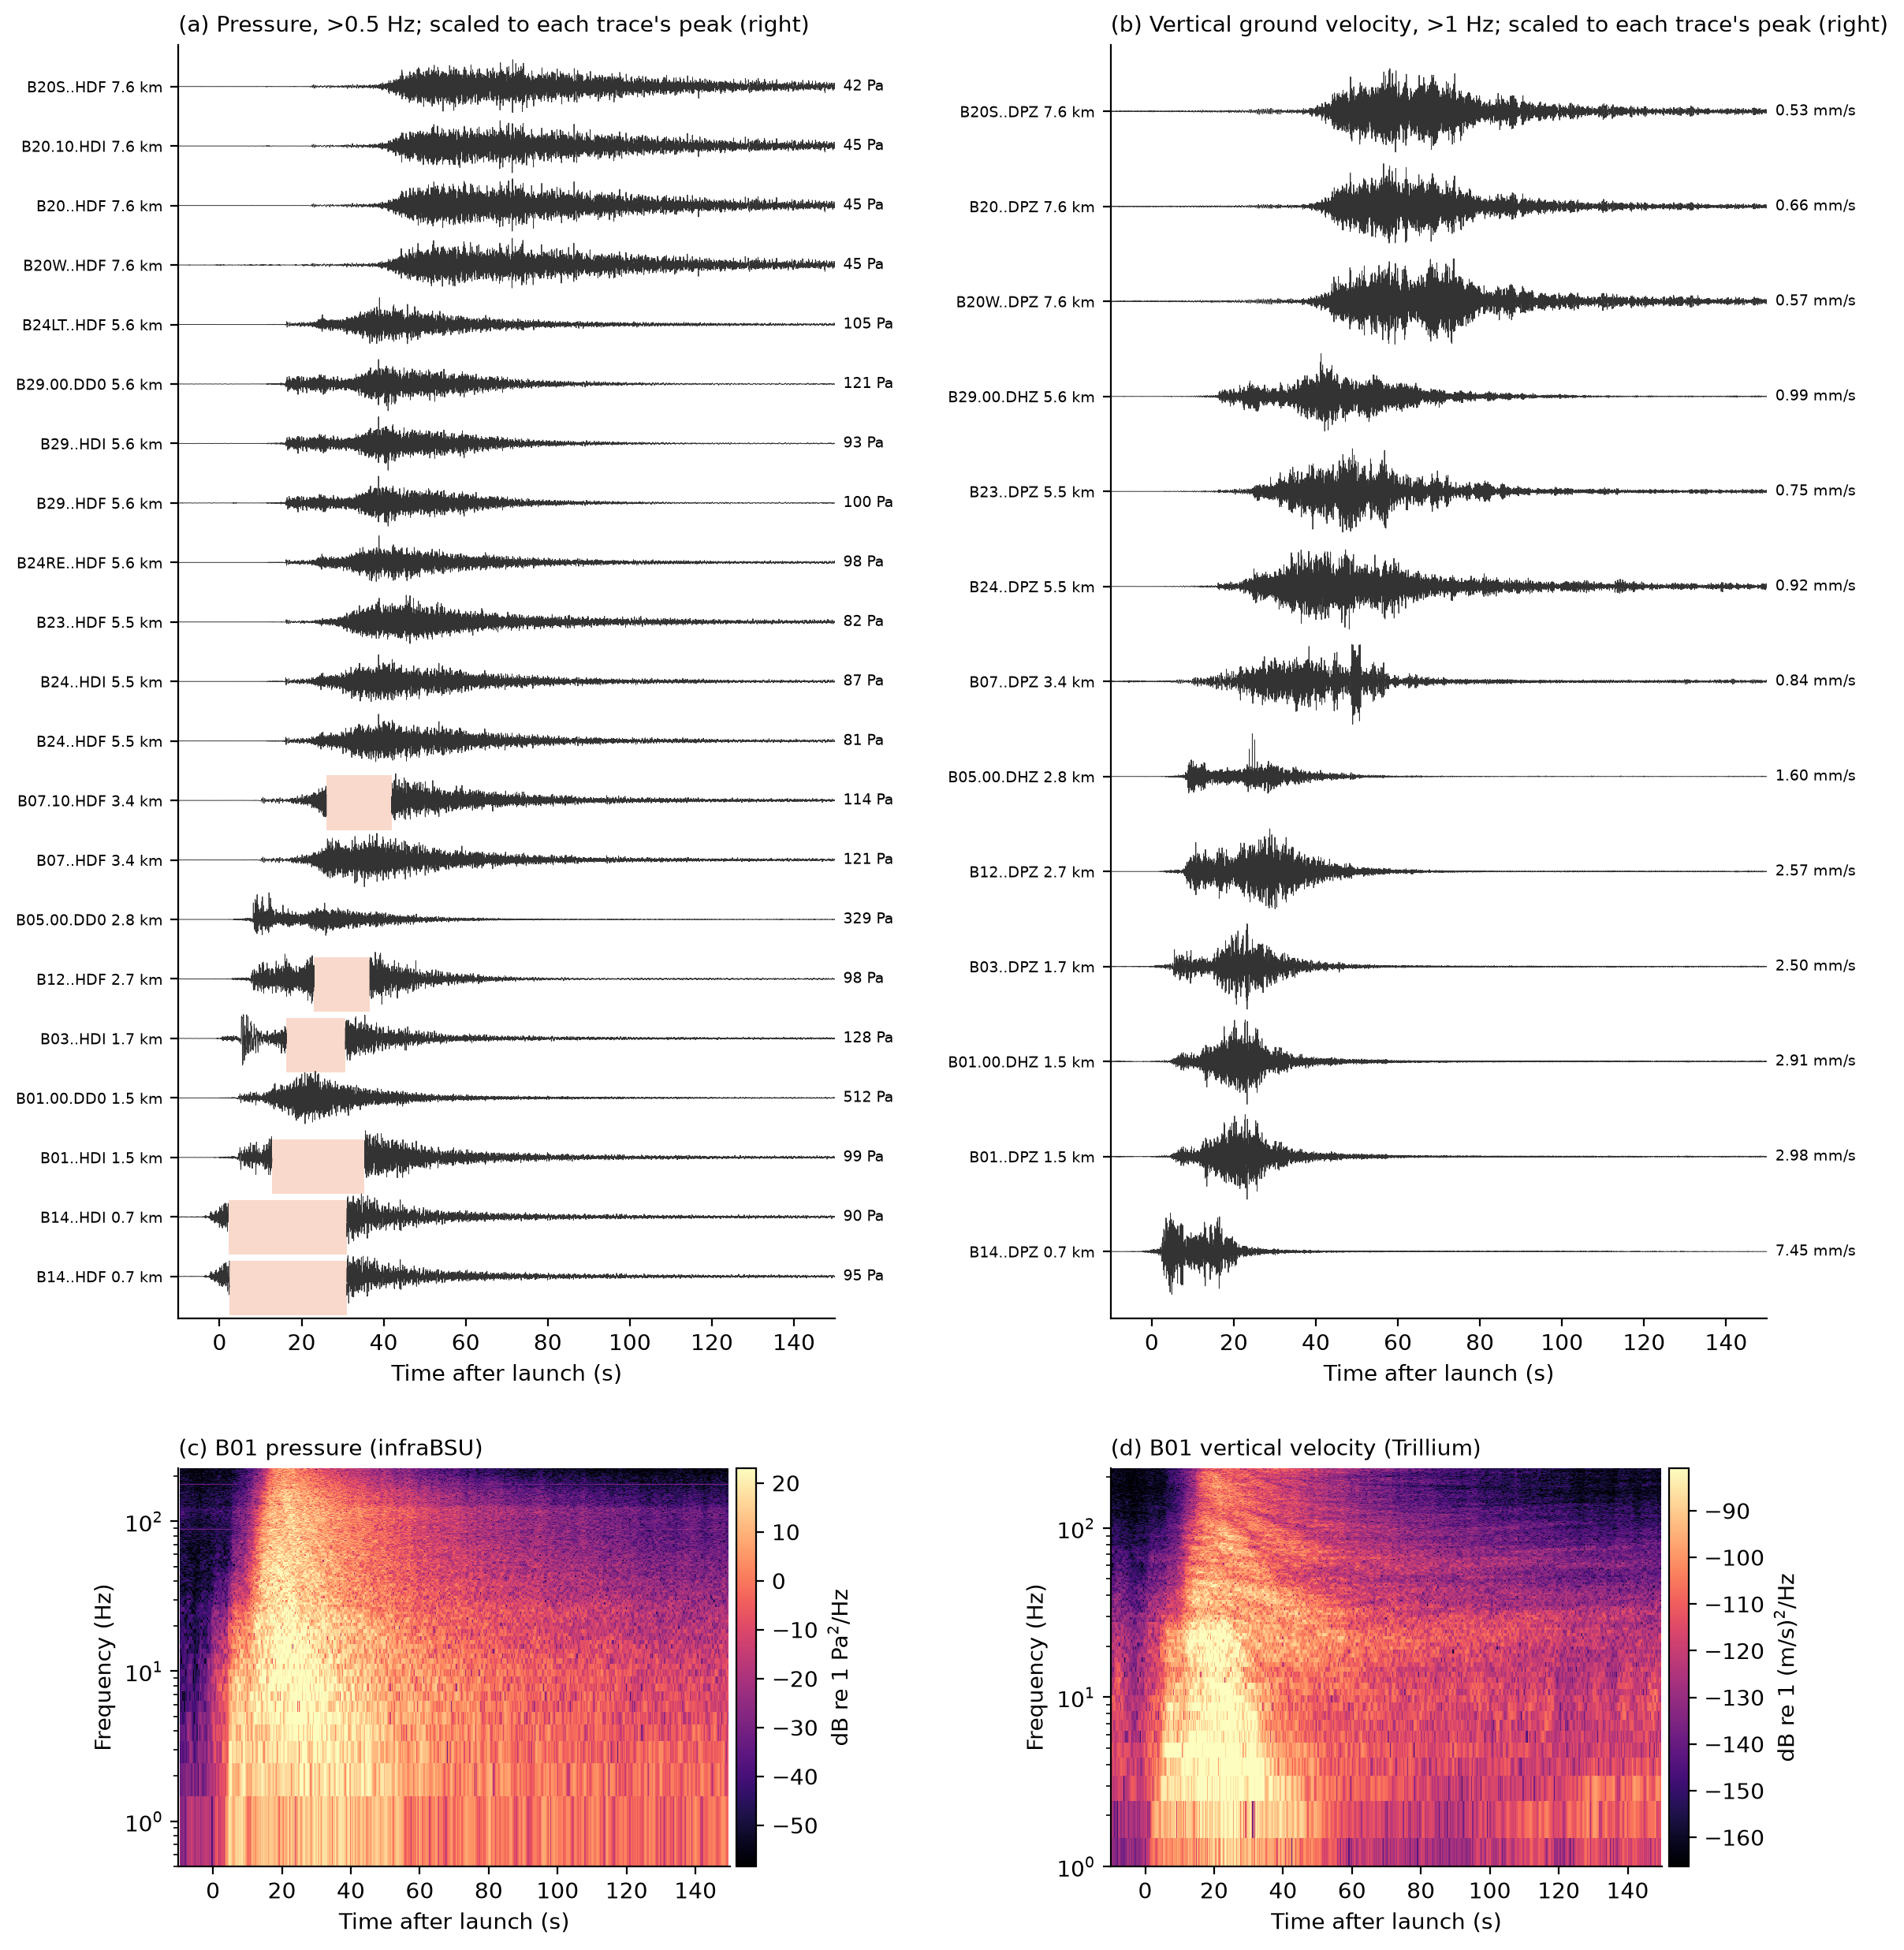 (a) Pressure, >0.5 Hz; scaled to each trace's peak (right)
B20S..HDF 7.6 km 42 Pa
B20.10.HDI 7.6 km 45 Pa
B20..HDF 7.6 km 45 Pa
B20W..HDF 7.6 km 45 Pa
B24LT..HDF 5.6 km 105 Pa
B29.00.DD0 5.6 km 121 Pa
B29..HDI 5.6 km 93 Pa
B29..HDF 5.6 km 100 Pa
B24RE..HDF 5.6 km 98 Pa
B23..HDF 5.5 km 82 Pa
B24..HDI 5.5 km 87 Pa
B24..HDF 5.5 km 81 Pa
B07.10.HDF 3.4 km 114 Pa
B07..HDF 3.4 km 121 Pa
B05.00.DD0 2.8 km 329 Pa
B12..HDF 2.7 km 98 Pa
B03..HDI 1.7 km 128 Pa
B01.00.DD0 1.5 km 512 Pa
B01..HDI 1.5 km 99 Pa
B14..HDI 0.7 km 90 Pa
B14..HDF 0.7 km 95 Pa
0 20 40 60 80 100 120 140
Time after launch (s)
(b) Vertical ground velocity, >1 Hz; scaled to each trace's peak (right)
B20S..DPZ 7.6 km 0.53 mm/s
B20..DPZ 7.6 km 0.66 mm/s
B20W..DPZ 7.6 km 0.57 mm/s
B29.00.DHZ 5.6 km 0.99 mm/s
B23..DPZ 5.5 km 0.75 mm/s
B24..DPZ 5.5 km 0.92 mm/s
B07..DPZ 3.4 km 0.84 mm/s
B05.00.DHZ 2.8 km 1.60 mm/s
B12..DPZ 2.7 km 2.57 mm/s
B03..DPZ 1.7 km 2.50 mm/s
B01.00.DHZ 1.5 km 2.91 mm/s
B01..DPZ 1.5 km 2.98 mm/s
B14..DPZ 0.7 km 7.45 mm/s
0 20 40 60 80 100 120 140
Time after launch (s)
(c) B01 pressure (infraBSU)
Frequency (Hz)
10²
10¹
10⁰
0 20 40 60 80 100 120 140
Time after launch (s)
20
10
0
−10
−20
−30
−40
−50
dB re 1 Pa²/Hz
(d) B01 vertical velocity (Trillium)
Frequency (Hz)
10²
10¹
10⁰
0 20 40 60 80 100 120 140
Time after launch (s)
−90
−100
−110
−120
−130
−140
−150
−160
dB re 1 (m/s)²/Hz